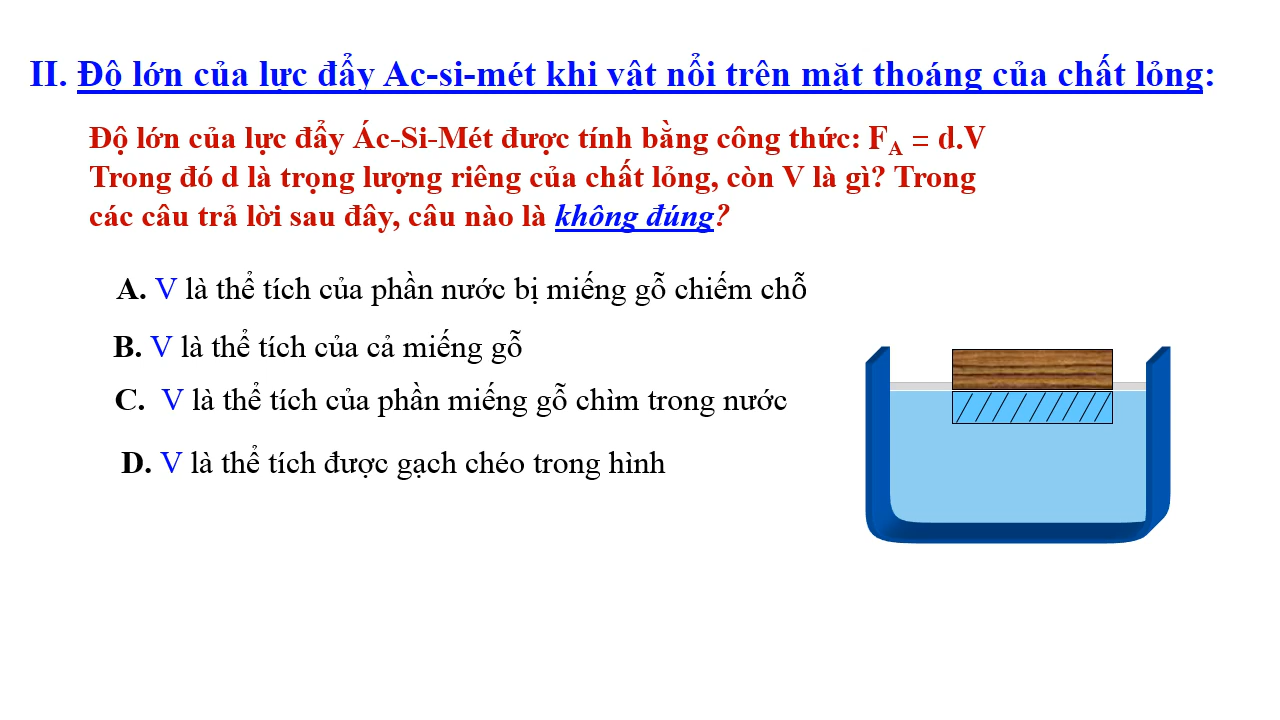 II. Độ lớn của lực đẩy Ac-si-mét khi vật nổi trên mặt thoáng của chất lỏng:
Độ lớn của lực đẩy Ác-Si-Mét được tính bằng công thức: F_A = d.V
Trong đó d là trọng lượng riêng của chất lỏng, còn V là gì? Trong
các câu trả lời sau đây, câu nào là không đúng?
A. V là thể tích của phần nước bị miếng gỗ chiếm chỗ
B. V là thể tích của cả miếng gỗ
C. V là thể tích của phần miếng gỗ chìm trong nước
D. V là thể tích được gạch chéo trong hình